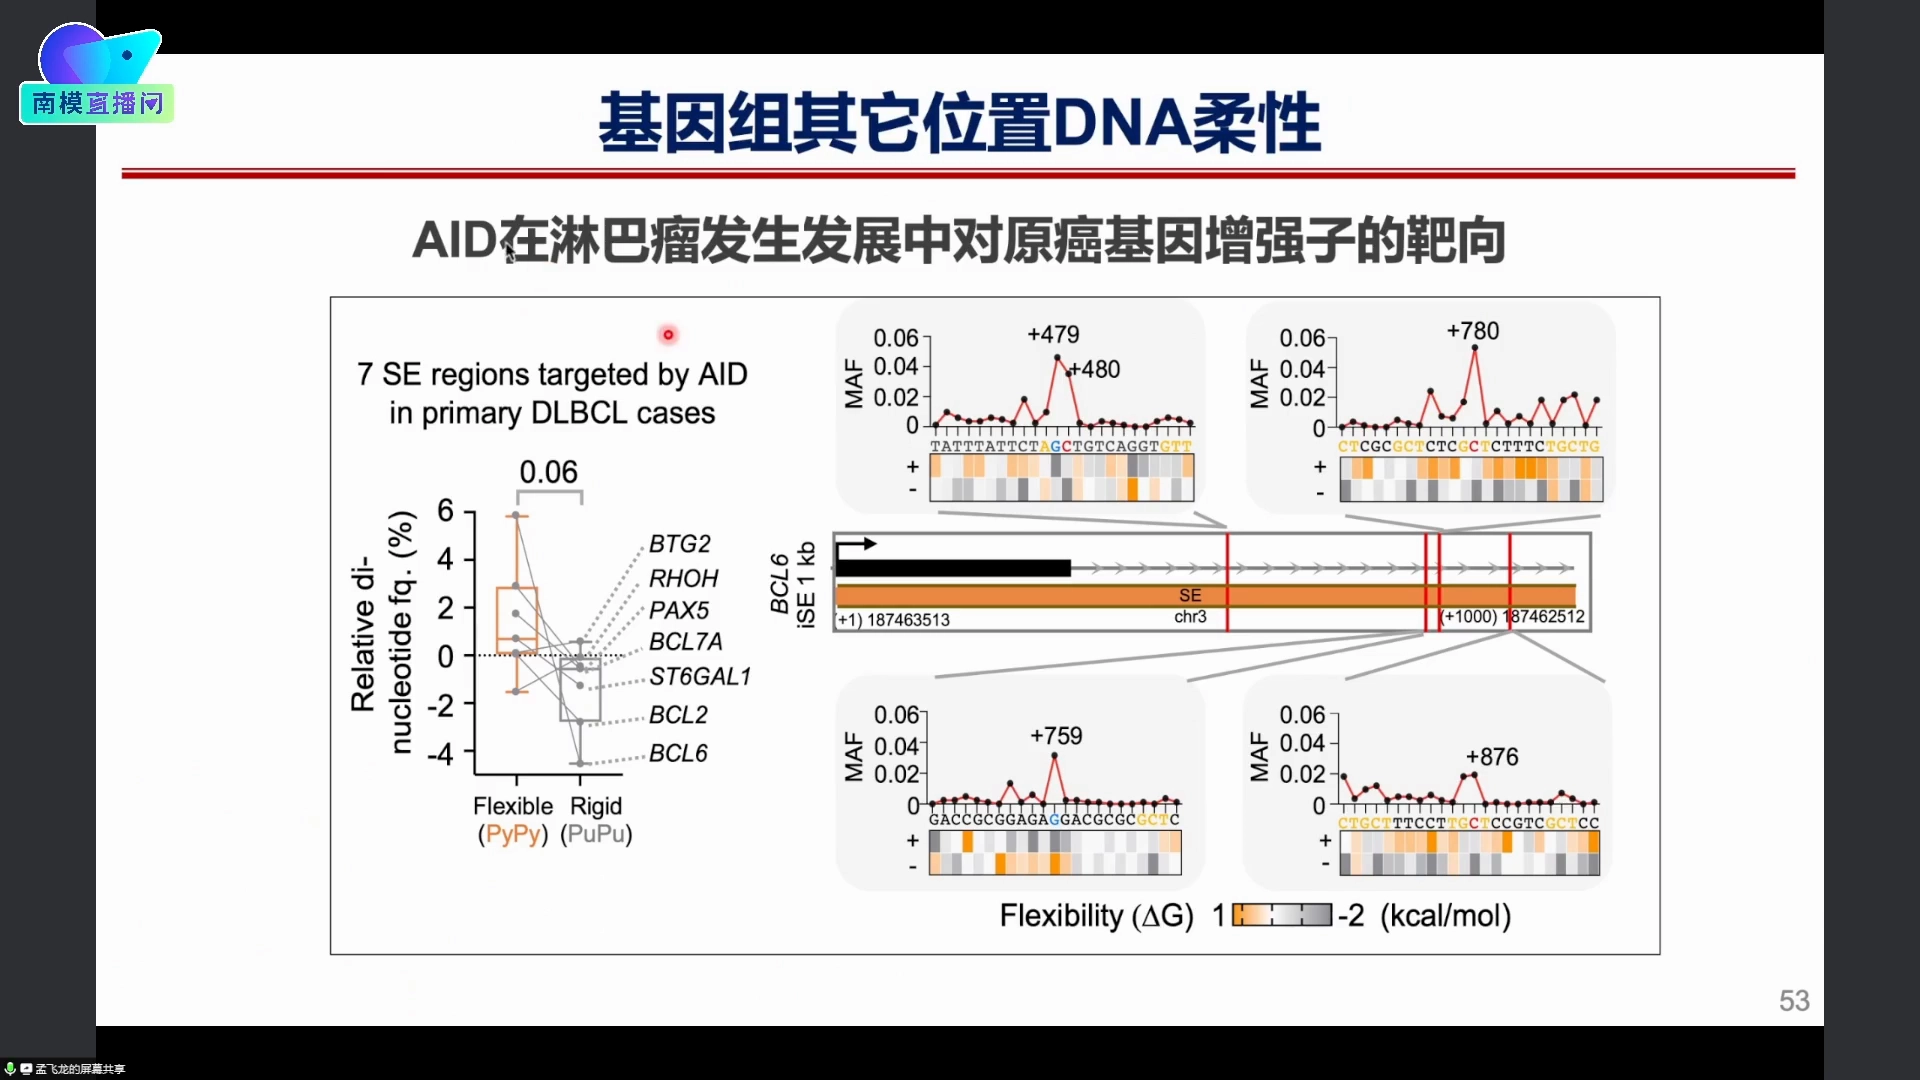 南模直播间
基因组其它位置DNA柔性
AID在淋巴瘤发生发展中对原癌基因增强子的靶向
7 SE regions targeted by AID
in primary DLBCL cases
0.06
Relative di-
nucleotide fq. (%)
6
4
2
0
-2
-4
BTG2
RHOH
PAX5
BCL7A
ST6GAL1
BCL2
BCL6
Flexible
(PyPy)
Rigid
(PuPu)
MAF
0.06
0.04
0.02
0
+479
+480
TATTTATTCTAGCTGTCAGGTGTT
+
-
MAF
0.06
0.04
0.02
0
+780
CTCGCGCTCTCGCTCTTTCTGCTG
+
-
BCL6
iSE 1 kb
SE
(+1) 187463513
chr3
(+1000) 187462512
MAF
0.06
0.04
0.02
0
+759
GACCGCGGAGAGGACGCGCGCTC
+
-
MAF
0.06
0.04
0.02
0
+876
CTGCTTTCCTTGCTCCGTCGCTCC
+
-
Flexibility (ΔG) 1 -2 (kcal/mol)
53
孟飞龙的屏幕共享